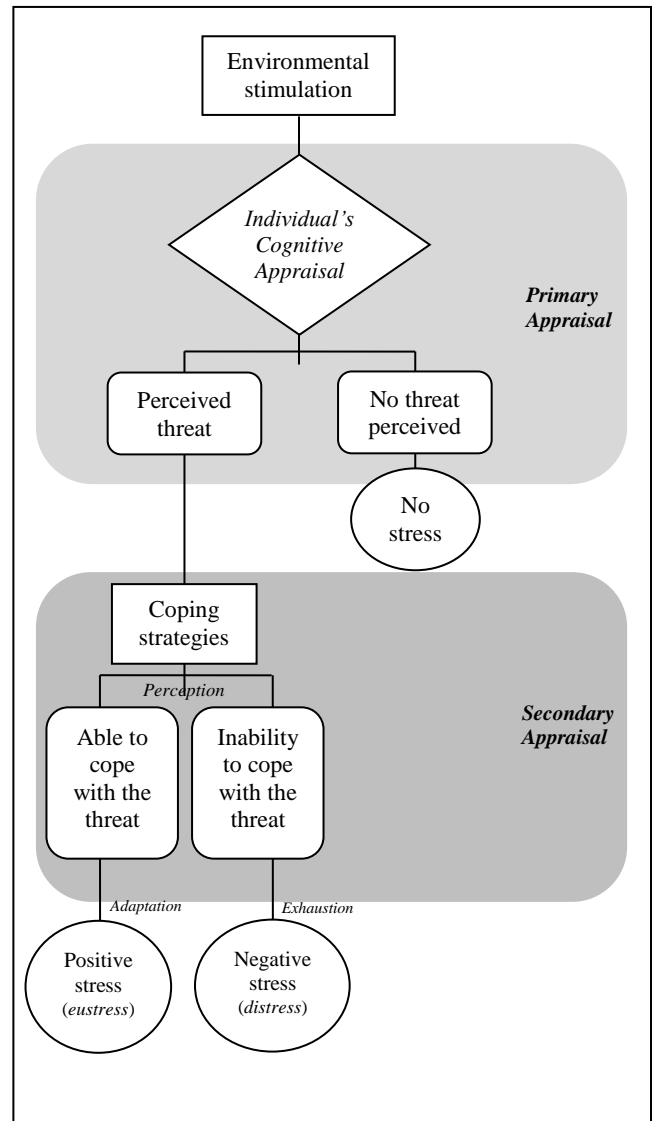 Environmental
stimulation
Individual's
Cognitive
Appraisal
Primary
Appraisal
Perceived
threat
No threat
perceived
No
stress
Coping
strategies
Perception
Secondary
Appraisal
Able to
cope
with the
threat
Inability
to cope
with the
threat
Adaptation
Exhaustion
Positive
stress
(eustress)
Negative
stress
(distress)